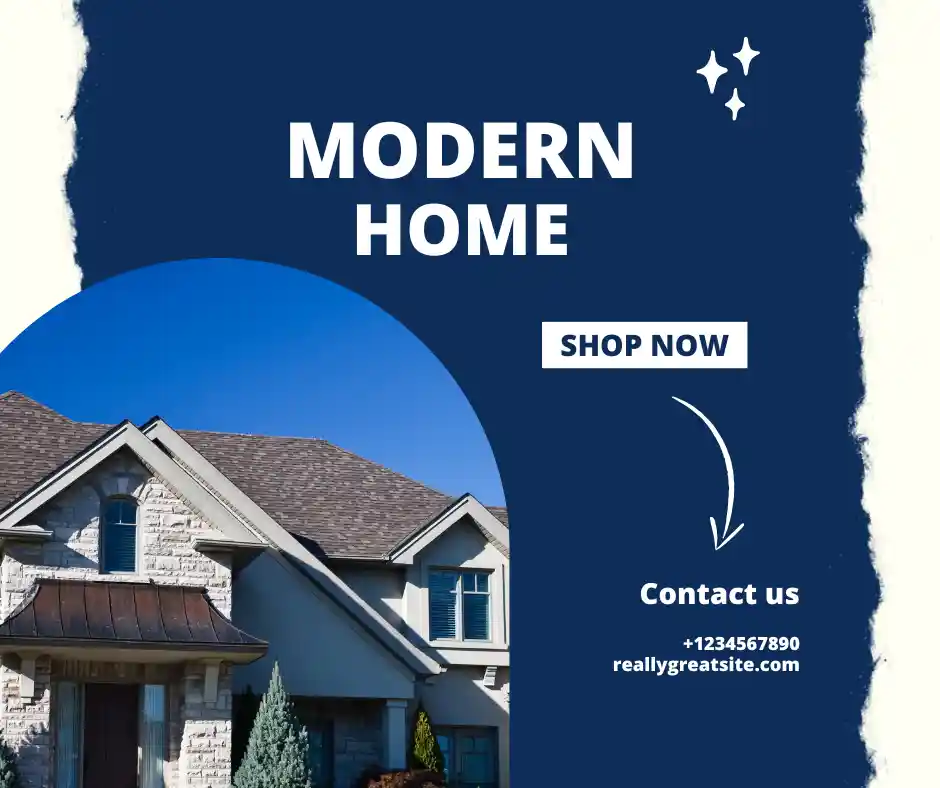 MODERN
HOME
SHOP NOW
Contact us
+1234567890
reallygreatsite.com